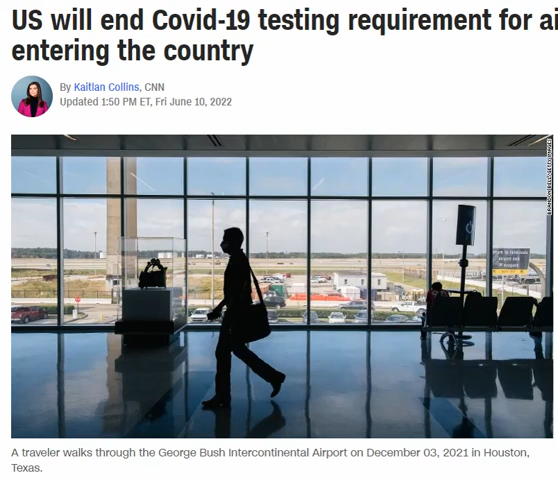 US will end Covid-19 testing requirement for ai
entering the country
By Kaitlan Collins, CNN
Updated 1:50 PM ET, Fri June 10, 2022
A traveler walks through the George Bush Intercontinental Airport on December 03, 2021 in Houston,
Texas.